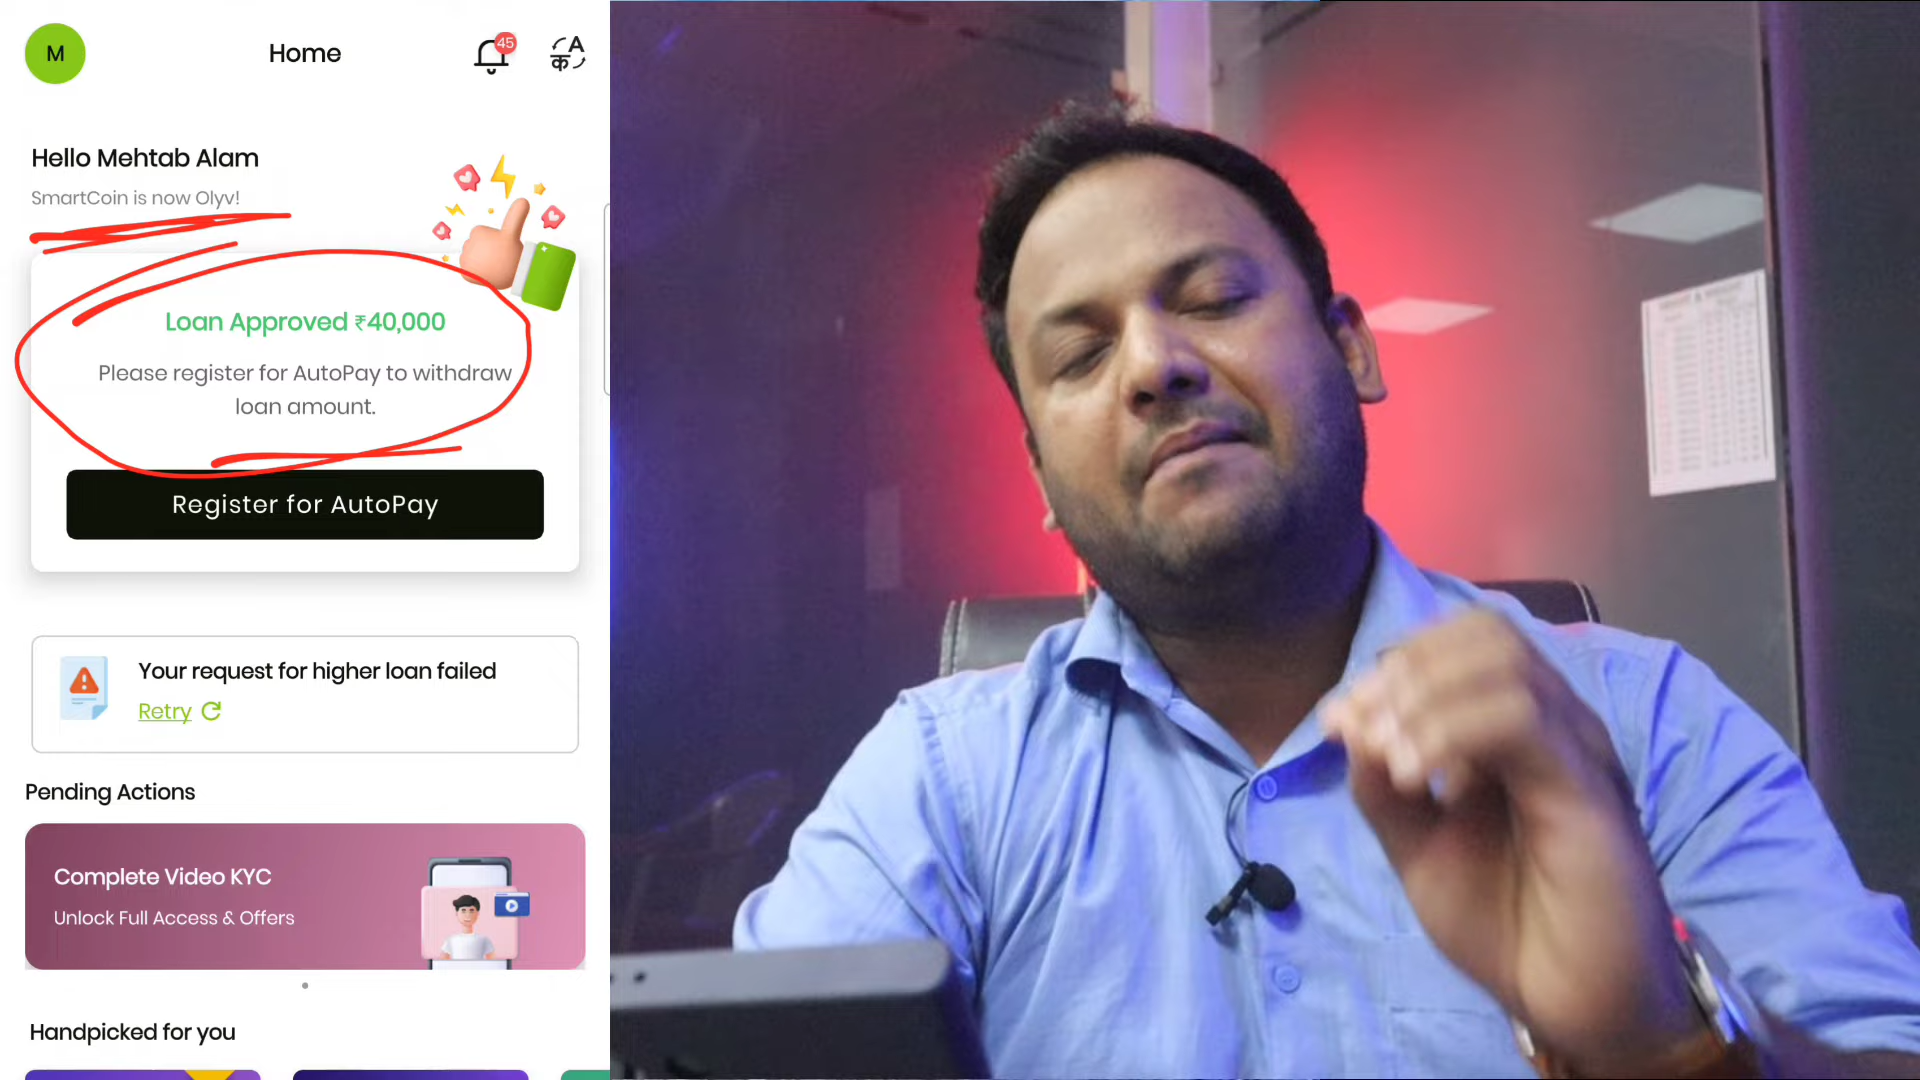 M
Home
45
A
क
Hello Mehtab Alam
SmartCoin is now Olyv!
Loan Approved ₹40,000
Please register for AutoPay to withdraw
loan amount.
Register for AutoPay
Your request for higher loan failed
Retry
Pending Actions
Complete Video KYC
Unlock Full Access & Offers
Handpicked for you